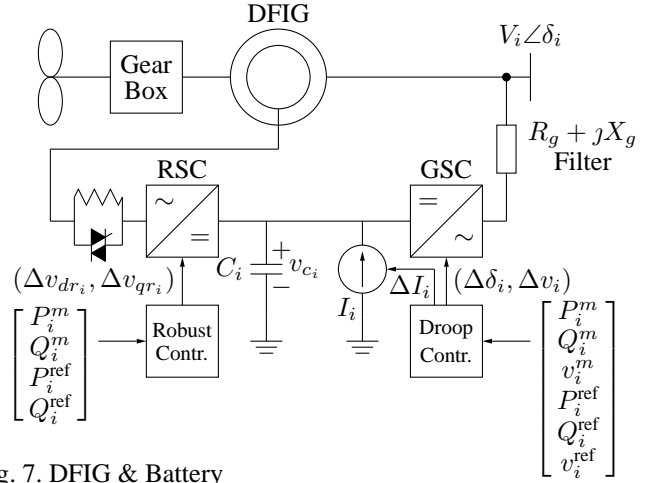 DFIG
V_i∠δ_i
Gear
Box
R_g + ȷX_g
Filter
RSC
GSC
~
=
=
~
C_i
+
v_{c_i}
−
I_i
ΔI_i
(Δv_{dr_i}, Δv_{qr_i})
(Δδ_i, Δv_i)
P_i^m
Q_i^m
P_i^{ref}
Q_i^{ref}
Robust
Contr.
Droop
Contr.
P_i^m
Q_i^m
v_i^m
P_i^{ref}
Q_i^{ref}
v_i^{ref}
g. 7. DFIG & Battery